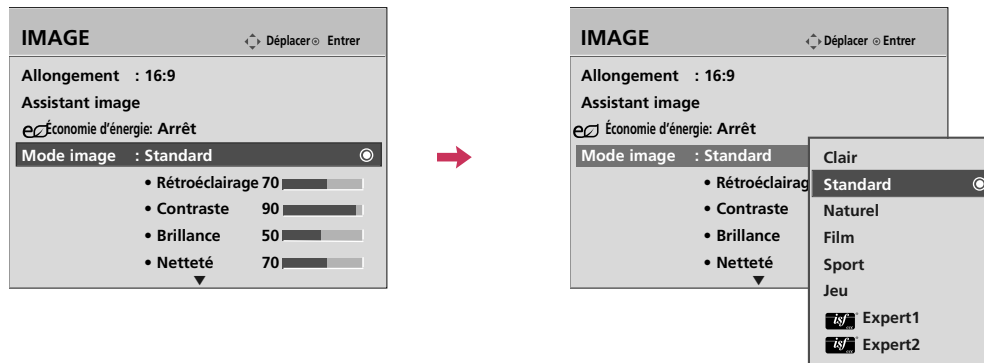 IMAGE
Déplacer Entrer
Allongement : 16:9
Assistant image
Économie d'énergie: Arrêt
Mode image : Standard
• Rétroéclairage 70
• Contraste 90
• Brillance 50
• Netteté 70
IMAGE
Déplacer Entrer
Allongement : 16:9
Assistant image
Économie d'énergie: Arrêt
Mode image : Standard
• Rétroéclairag
• Contraste
• Brillance
• Netteté
Clair
Standard
Naturel
Film
Sport
Jeu
isf Expert1
isf Expert2